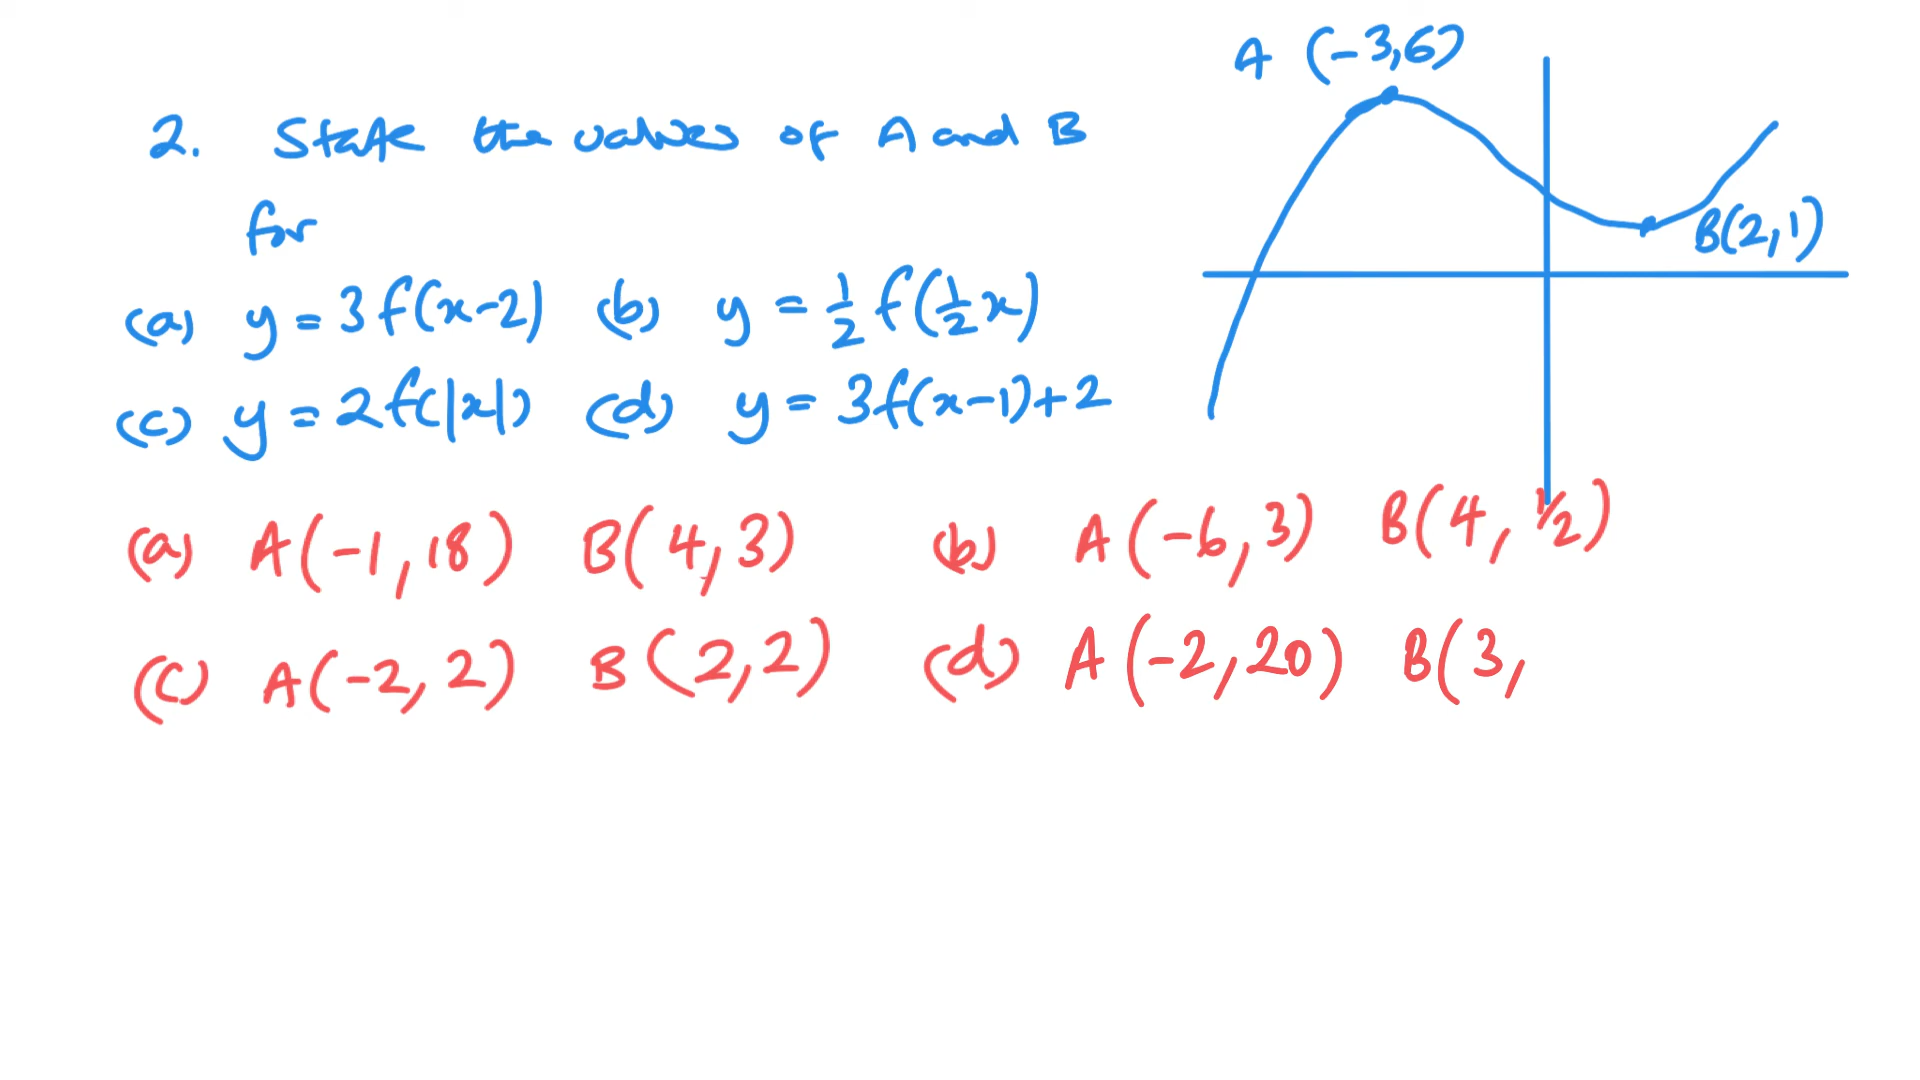 A (-3,6)
2. State the values of A and B
for
B(2,1)
(a) y = 3f(x-2) (b) y = ½ f(½x)
(c) y = 2f(|x|) (d) y = 3f(x-1)+2
(a) A(-1,18) B(4,3) (b) A(-6,3) B(4,1/2)
(c) A(-2,2) B(2,2) (d) A(-2,20) B(3,